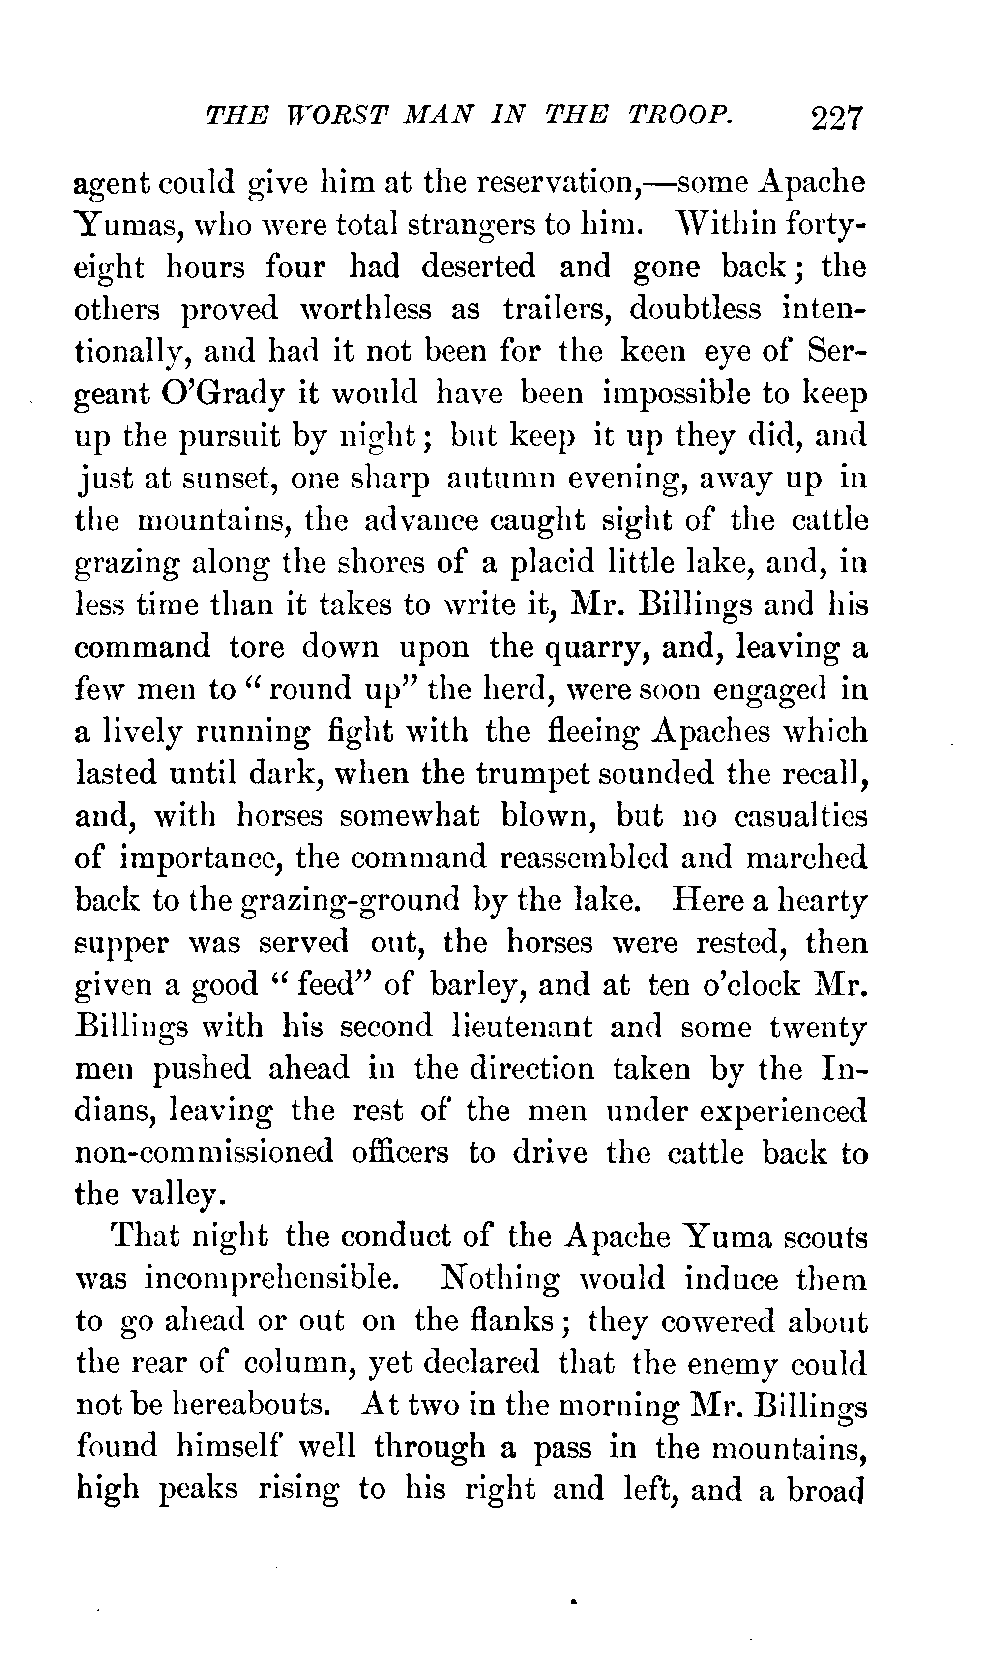 THE WORST MAN IN THE TROOP. 227
agent could give him at the reservation,—some Apache
Yumas, who were total strangers to him. Within forty-
eight hours four had deserted and gone back; the
others proved worthless as trailers, doubtless inten-
tionally, and had it not been for the keen eye of Ser-
geant O'Grady it would have been impossible to keep
up the pursuit by night; but keep it up they did, and
just at sunset, one sharp autumn evening, away up in
the mountains, the advance caught sight of the cattle
grazing along the shores of a placid little lake, and, in
less time than it takes to write it, Mr. Billings and his
command tore down upon the quarry, and, leaving a
few men to "round up" the herd, were soon engaged in
a lively running fight with the fleeing Apaches which
lasted until dark, when the trumpet sounded the recall,
and, with horses somewhat blown, but no casualties
of importance, the command reassembled and marched
back to the grazing-ground by the lake. Here a hearty
supper was served out, the horses were rested, then
given a good "feed" of barley, and at ten o'clock Mr.
Billings with his second lieutenant and some twenty
men pushed ahead in the direction taken by the In-
dians, leaving the rest of the men under experienced
non-commissioned officers to drive the cattle back to
the valley.
That night the conduct of the Apache Yuma scouts
was incomprehensible. Nothing would induce them
to go ahead or out on the flanks; they cowered about
the rear of column, yet declared that the enemy could
not be hereabouts. At two in the morning Mr. Billings
found himself well through a pass in the mountains,
high peaks rising to his right and left, and a broad